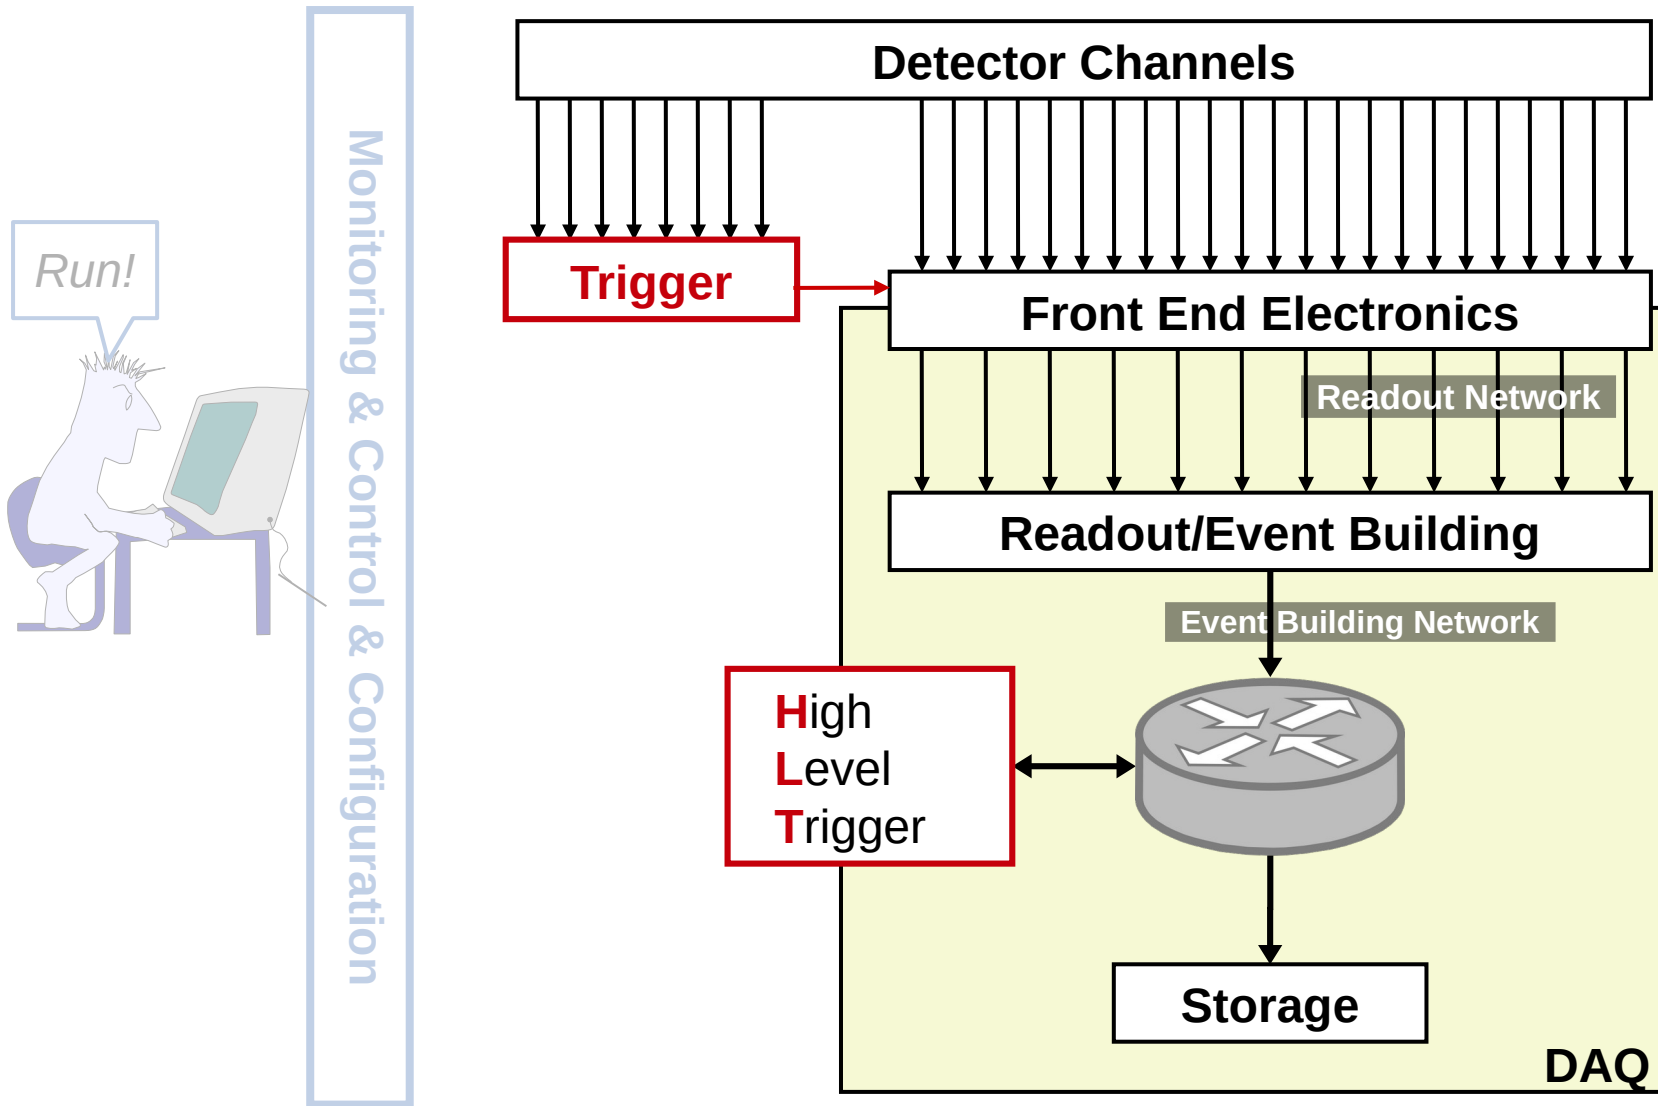 Detector Channels
Monitoring & Control & Configuration
Run!
Trigger
Front End Electronics
Readout Network
Readout/Event Building
Event Building Network
High
Level
Trigger
Storage
DAQ